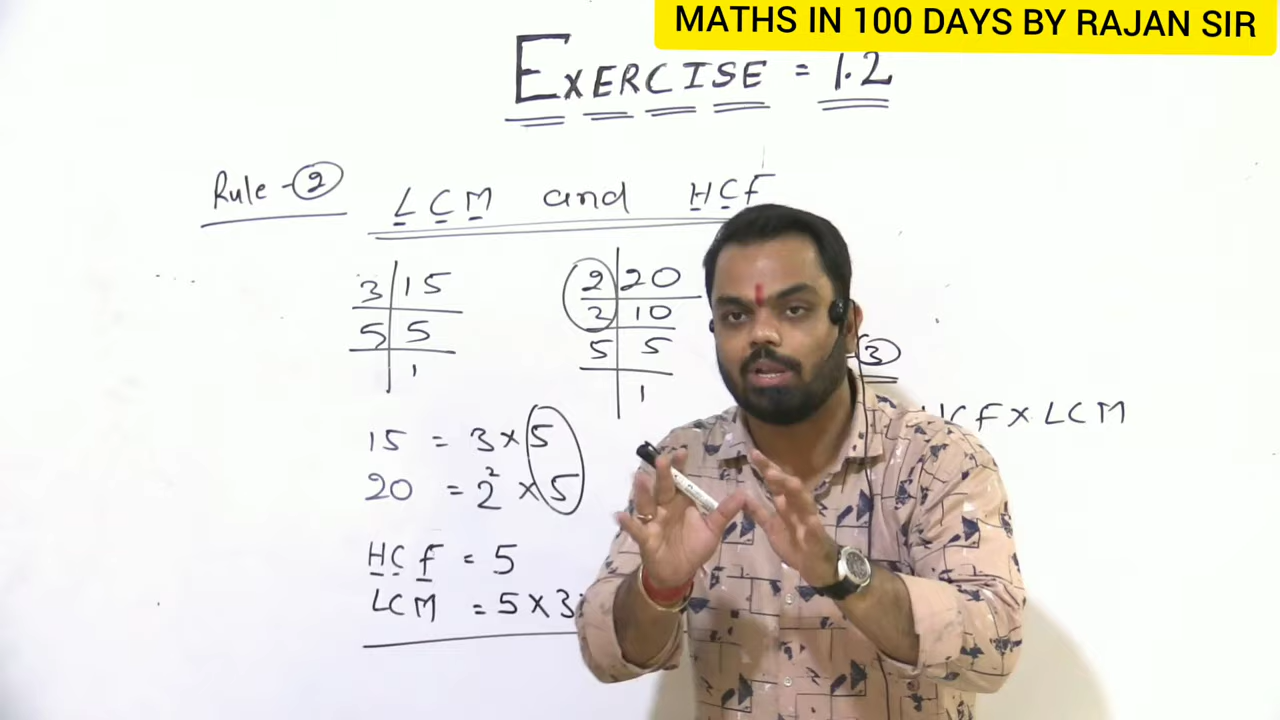 MATHS IN 100 DAYS BY RAJAN SIR
EXERCISE = 1.2
Rule - 2
LCM and HCF
3 | 15
5 | 5
1
2 | 20
2 | 10
5 | 5
1
3
HCF × LCM
15 = 3 × 5
20 = 2² × 5
HCF = 5
LCM = 5 × 3